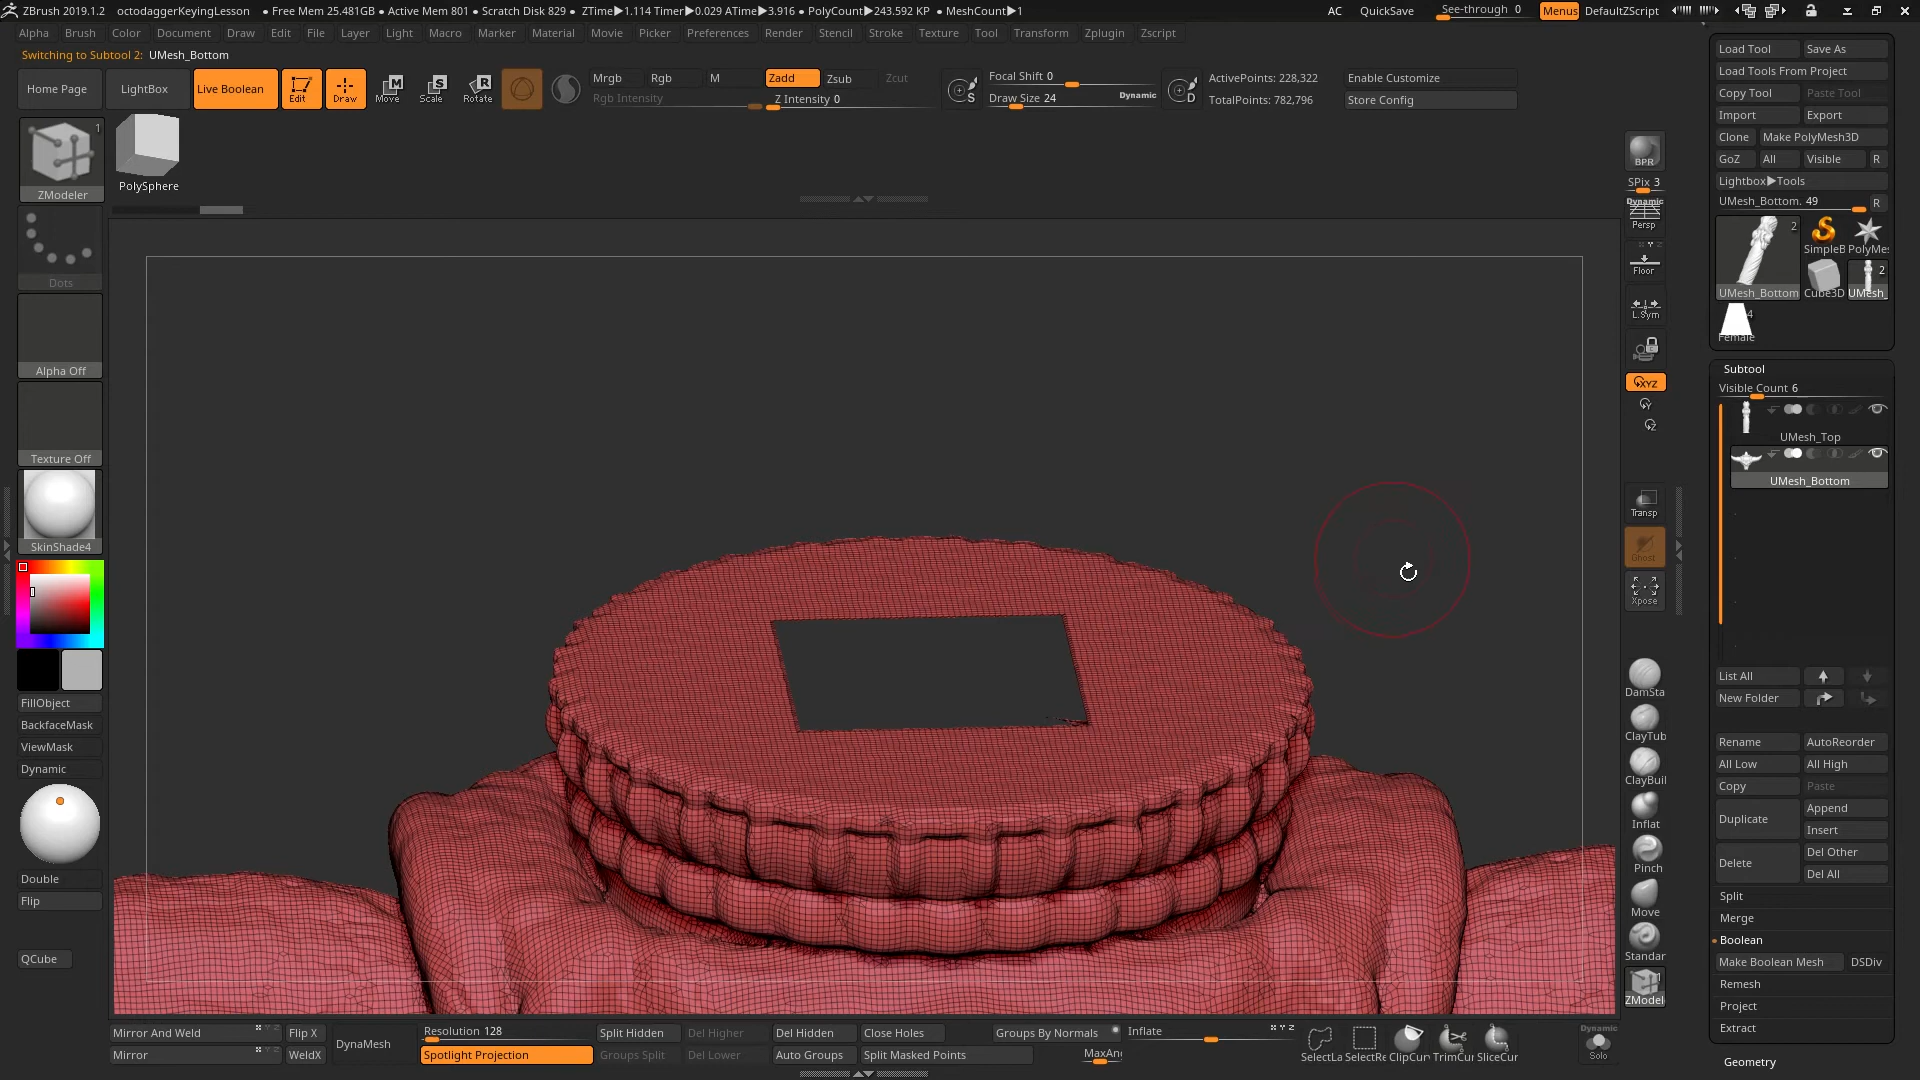 ZBrush 2019.1.2 octodaggerKeyingLesson • Free Mem 25.481GB • Active Mem 801 • Scratch Disk 829 • ZTime▶1.114 Timer▶0.029 ATime▶3.916 • PolyCount▶243.592 KP • MeshCount▶1 AC QuickSave See-through 0 Menus DefaultZScript
Alpha Brush Color Document Draw Edit File Layer Light Macro Marker Material Movie Picker Preferences Render Stencil Stroke Texture Tool Transform Zplugin Zscript
Switching to Subtool 2: UMesh_Bottom
Home Page LightBox Live Boolean Edit Draw Move Scale Rotate
Mrgb Rgb M Zadd Zsub Zcut
Rgb Intensity Z Intensity 0
Focal Shift 0
Draw Size 24 Dynamic
S D
ActivePoints: 228,322
TotalPoints: 782,796
Enable Customize
Store Config
1
ZModeler
PolySphere
Dots
Alpha Off
Texture Off
SkinShade4
FillObject
BackfaceMask
ViewMask
Dynamic
Double
Flip
QCube
BPR
SPix 3
Dynamic
Persp
Floor
L.Sym
XYZ
Y
Z
Transp
Ghost
Xpose
DamSta
ClayTub
ClayBuil
Inflat
Pinch
Move
Standar
1
ZModel
Load Tool Save As
Load Tools From Project
Copy Tool Paste Tool
Import Export
Clone Make PolyMesh3D
GoZ All Visible R
Lightbox▶Tools
UMesh_Bottom. 49 R
2
SimpleB PolyMe
2
UMesh_Bottom Cube3D UMesh_
4
Female
Subtool
Visible Count 6
UMesh_Top
UMesh_Bottom
List All
New Folder
Rename AutoReorder
All Low All High
Copy Paste
Duplicate Append
Insert
Delete Del Other
Del All
Split
Merge
Boolean
Make Boolean Mesh DSDiv
Remesh
Project
Extract
Geometry
Mirror And Weld Flip X
Mirror WeldX
DynaMesh
Resolution 128
Spotlight Projection
Split Hidden Del Higher Del Hidden Close Holes Groups By Normals
Groups Split Del Lower Auto Groups Split Masked Points MaxAng
Inflate
SelectLa SelectRe ClipCur TrimCur SliceCur
Dynamic
Solo